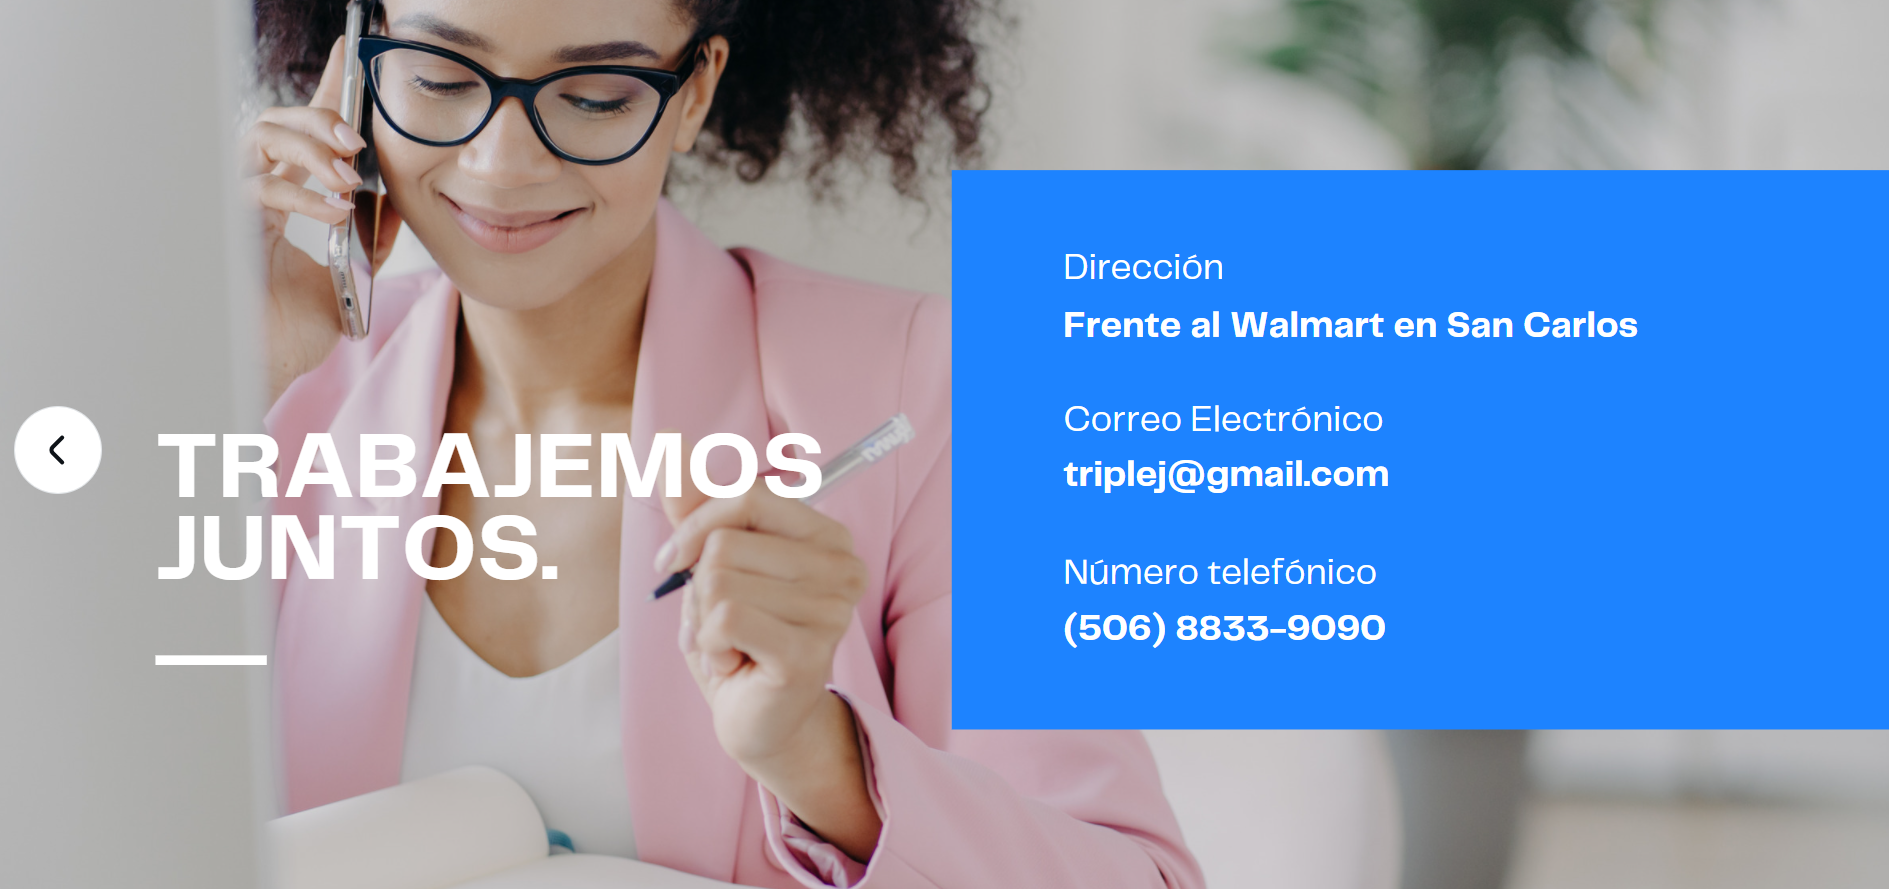 TRABAJEMOS
JUNTOS.
Dirección
Frente al Walmart en San Carlos
Correo Electrónico
triplej@gmail.com
Número telefónico
(506) 8833-9090